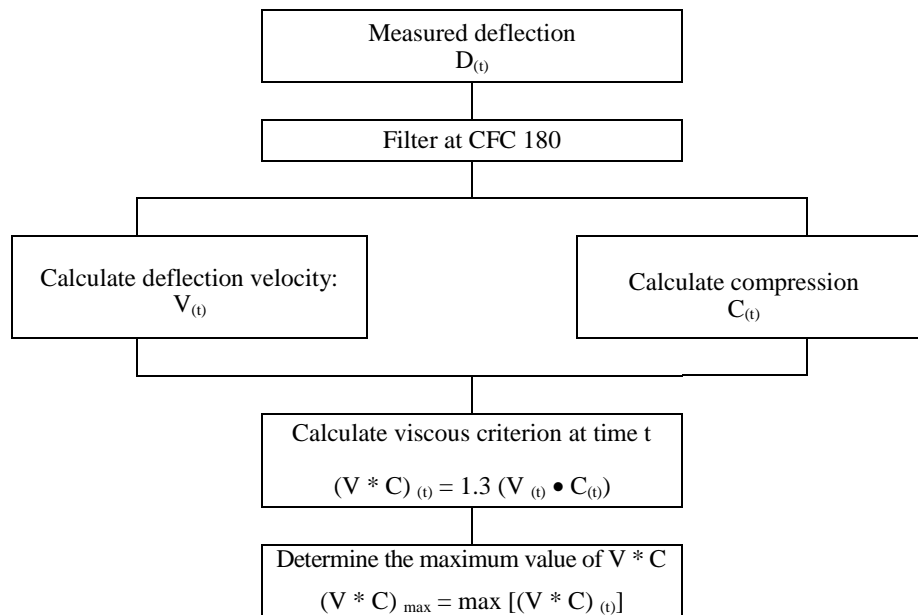 Measured deflection
D(t)
Filter at CFC 180
Calculate deflection velocity:
V(t)
Calculate compression
C(t)
Calculate viscous criterion at time t
(V * C) (t) = 1.3 (V (t) • C(t))
Determine the maximum value of V * C
(V * C) max = max [(V * C) (t)]